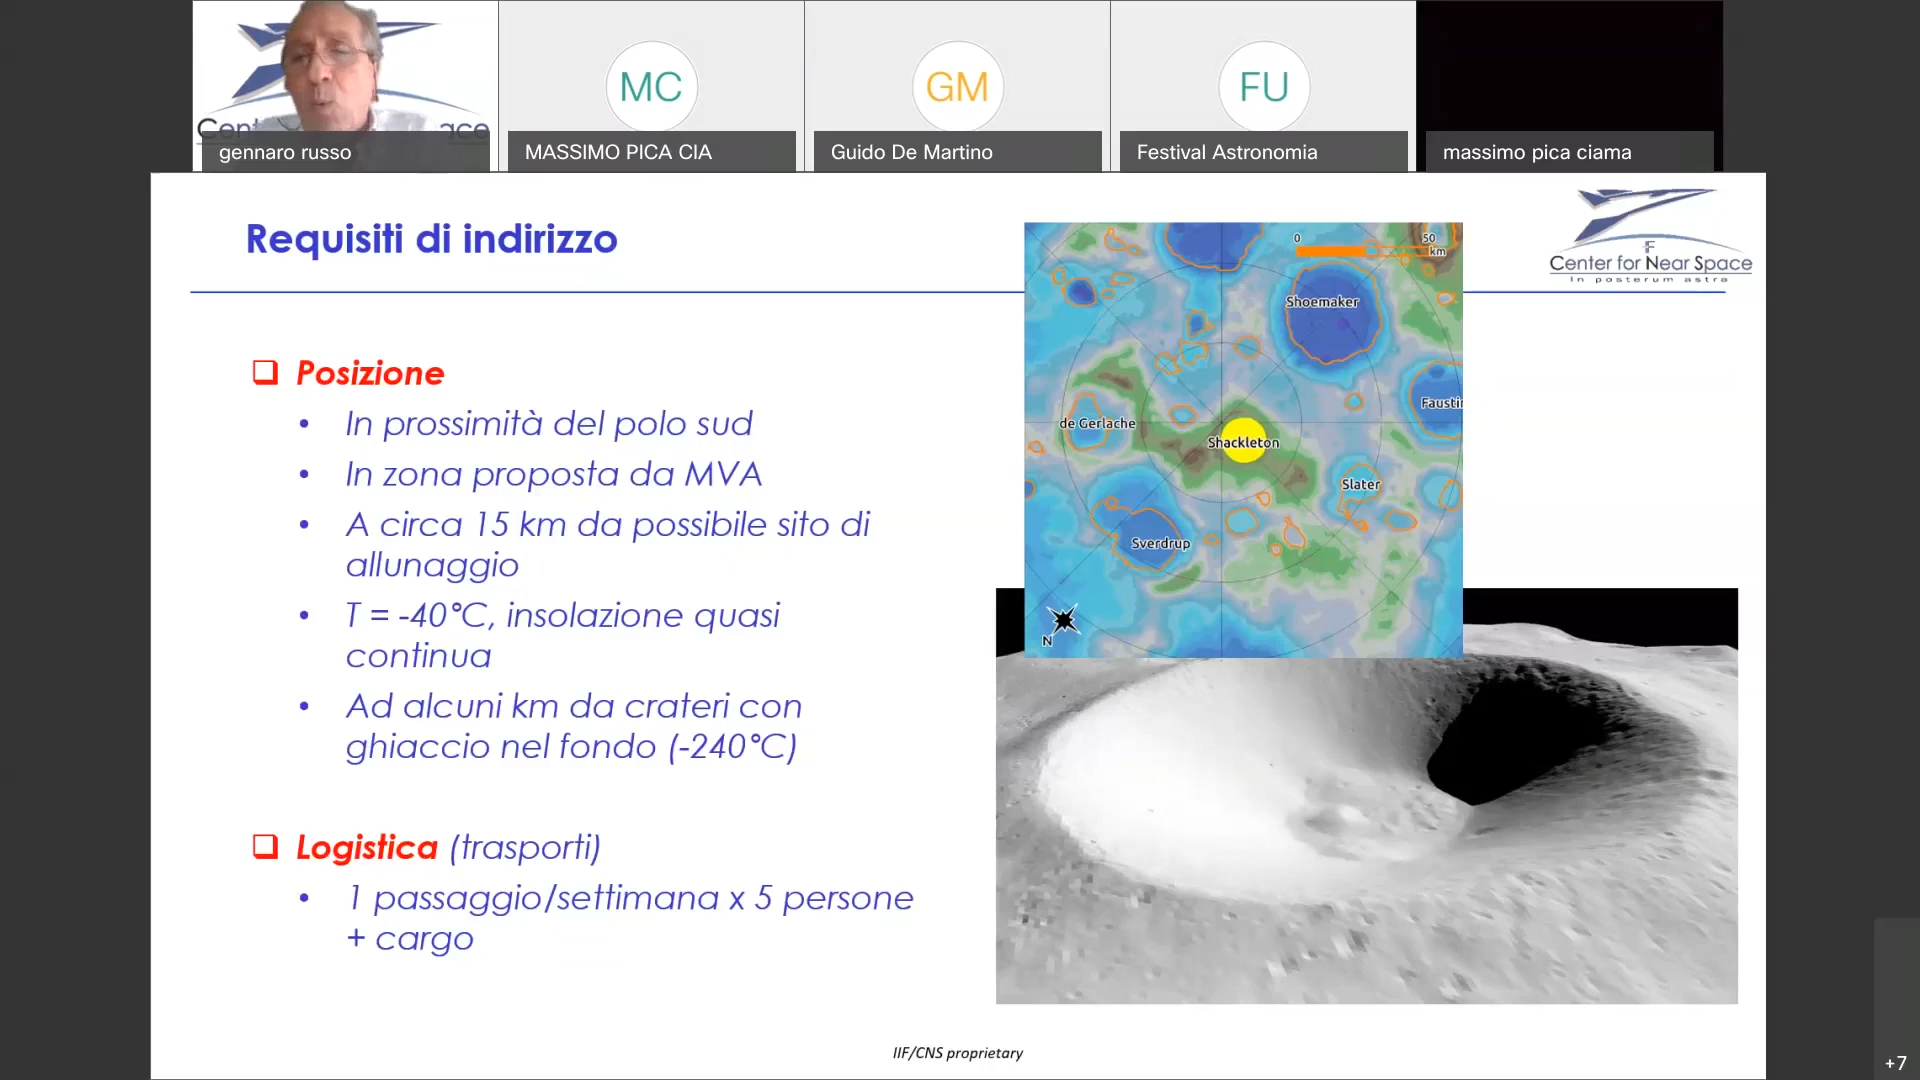 MC
GM
FU
gennaro russo
MASSIMO PICA CIA
Guido De Martino
Festival Astronomia
massimo pica ciama
Requisiti di indirizzo
IF
Center for Near Space
In posterum astra
❑ Posizione
• In prossimità del polo sud
• In zona proposta da MVA
• A circa 15 km da possibile sito di
allunaggio
• T = -40°C, insolazione quasi
continua
• Ad alcuni km da crateri con
ghiaccio nel fondo (-240°C)
❑ Logistica (trasporti)
• 1 passaggio/settimana x 5 persone
+ cargo
0
50
km
Shoemaker
Faustin
de Gerlache
Shackleton
Slater
Sverdrup
N
IIF/CNS proprietary
+7